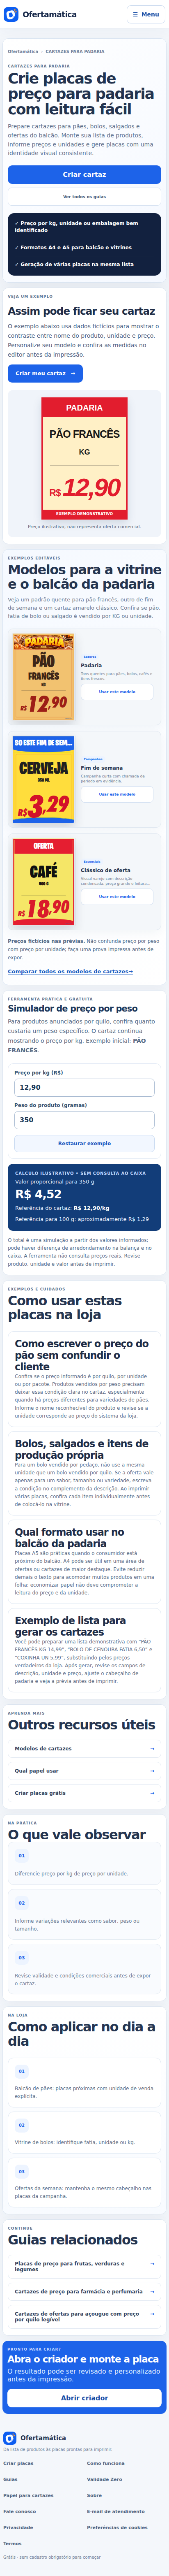 Ofertamática
☰ Menu
Ofertamática › CARTAZES PARA PADARIA
CARTAZES PARA PADARIA
Crie placas de
preço para padaria
com leitura fácil
Prepare cartazes para pães, bolos, salgados
e ofertas do balcão. Monte sua lista de produtos,
informe preços e unidades e gere placas com uma
identidade visual consistente.
Criar cartaz
Ver todos os guias
✓ Preço por kg, unidade ou embalagem bem
identificado
✓ Formatos A4 e A5 para balcão e vitrines
✓ Geração de várias placas na mesma lista
VEJA UM EXEMPLO
Assim pode ficar seu cartaz
O exemplo abaixo usa dados fictícios para mostrar o
contraste entre nome do produto, unidade e preço.
Personalize seu modelo e confira as medidas no
editor antes da impressão.
Criar meu cartaz →
PADARIA
PÃO FRANCÊS
KG
R$ 12,90
EXEMPLO DEMONSTRATIVO
Preço ilustrativo, não representa oferta comercial.
EXEMPLOS EDITÁVEIS
Modelos para a vitrine
e o balcão da padaria
Veja um padrão quente para pão francês, outro de fim
de semana e um cartaz amarelo clássico. Confira se pão,
fatia de bolo ou salgado é vendido por KG ou unidade.
PADARIA
PÃO
FRANCÊS
KG
R$ 12,90
Setores
Padaria
Tons quentes para pães, bolos, cafés e
itens frescos.
Usar este modelo
SÓ ESTE FIM DE SEM...
CERVEJA
350 ML
R$ 3,29
Campanhas
Fim de semana
Campanha curta com chamada de
período em evidência.
Usar este modelo
OFERTA
CAFÉ
500 G
R$ 18,90
Essenciais
Clássico de oferta
Visual varejo com descrição
condensada, preço grande e leitura...
Usar este modelo
Preços fictícios nas prévias. Não confunda preço por peso
com preço por unidade; faça uma prova impressa antes de
expor.
Comparar todos os modelos de cartazes→
FERRAMENTA PRÁTICA E GRATUITA
Simulador de preço por peso
Para produtos anunciados por quilo, confira quanto
custaria um peso específico. O cartaz continua
mostrando o preço por kg. Exemplo inicial: PÃO
FRANCÊS.
Preço por kg (R$)
12,90
Peso do produto (gramas)
350
Restaurar exemplo
CÁLCULO ILUSTRATIVO • SEM CONSULTA AO CAIXA
Valor proporcional para 350 g
R$ 4,52
Referência do cartaz: R$ 12,90/kg
Referência para 100 g: aproximadamente R$ 1,29
O total é uma simulação a partir dos valores informados;
pode haver diferença de arredondamento na balança e no
caixa. A ferramenta não consulta preços reais. Revise
produto, unidade e valor antes de imprimir.
EXEMPLOS E CUIDADOS
Como usar estas
placas na loja
Como escrever o preço do
pão sem confundir o
cliente
Confira se o preço informado é por quilo, por unidade
ou por pacote. Produtos vendidos por peso precisam
deixar essa condição clara no cartaz, especialmente
quando há preços diferentes para variedades de pães.
Informe o nome reconhecível do produto e revise se a
unidade corresponde ao preço do sistema da loja.
Bolos, salgados e itens de
produção própria
Para um bolo vendido por pedaço, não use a mesma
unidade que um bolo vendido por quilo. Se a oferta vale
apenas para um sabor, tamanho ou variedade, escreva
a condição no complemento da descrição. Ao imprimir
várias placas, confira cada item individualmente antes
de colocá-lo na vitrine.
Qual formato usar no
balcão da padaria
Placas A5 são práticas quando o consumidor está
próximo do balcão. A4 pode ser útil em uma área de
ofertas ou cartazes de maior destaque. Evite reduzir
demais o texto para acomodar muitos produtos em uma
folha: economizar papel não deve comprometer a
leitura do preço e da unidade.
Exemplo de lista para
gerar os cartazes
Você pode preparar uma lista demonstrativa com “PÃO
FRANCÊS KG 14,99”, “BOLO DE CENOURA FATIA 6,50” e
“COXINHA UN 5,99”, substituindo pelos preços
verdadeiros da loja. Após gerar, revise os campos de
descrição, unidade e preço, ajuste o cabeçalho de
padaria e veja a prévia antes de imprimir.
APRENDA MAIS
Outros recursos úteis
Modelos de cartazes →
Qual papel usar →
Criar placas grátis →
NA PRÁTICA
O que vale observar
01
Diferencie preço por kg de preço por unidade.
02
Informe variações relevantes como sabor, peso ou
tamanho.
03
Revise validade e condições comerciais antes de expor
o cartaz.
NA LOJA
Como aplicar no dia a
dia
01
Balcão de pães: placas próximas com unidade de venda
explícita.
02
Vitrine de bolos: identifique fatia, unidade ou kg.
03
Ofertas da semana: mantenha o mesmo cabeçalho nas
placas da campanha.
CONTINUE
Guias relacionados
Placas de preço para frutas, verduras e
legumes →
Cartazes de preço para farmácia e perfumaria →
Cartazes de ofertas para açougue com preço
por quilo legível →
PRONTO PARA CRIAR?
Abra o criador e monte a placa
O resultado pode ser revisado e personalizado
antes da impressão.
Abrir criador
Ofertamática
Da lista de produtos às placas prontas para imprimir.
Criar placas
Como funciona
Guias
Validade Zero
Papel para cartazes
Sobre
Fale conosco
E-mail de atendimento
Privacidade
Preferências de cookies
Termos
Grátis · sem cadastro obrigatório para começar